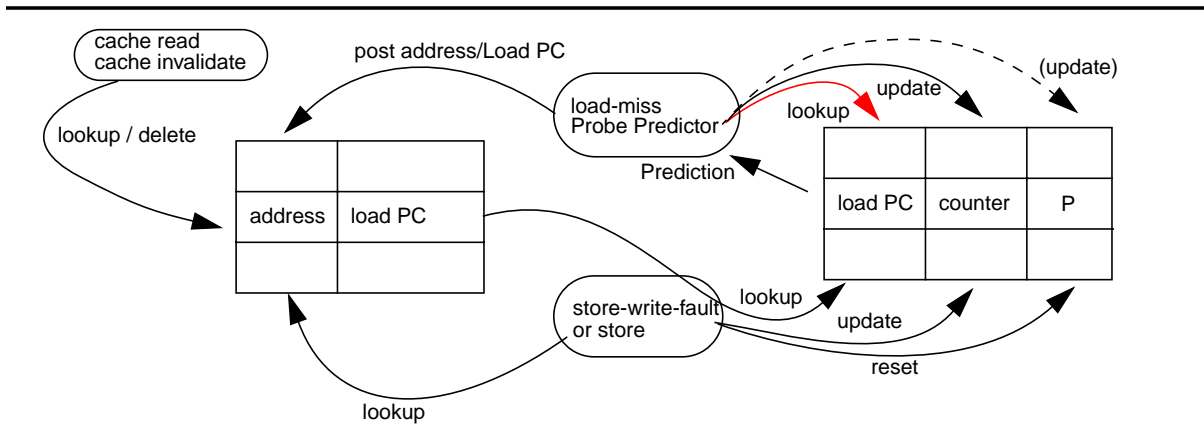 cache read
cache invalidate
post address/Load PC
(update)
update
load-miss
Probe Predictor
lookup
lookup / delete
Prediction
address
load PC
load PC
counter
P
store-write-fault
or store
lookup
update
reset
lookup